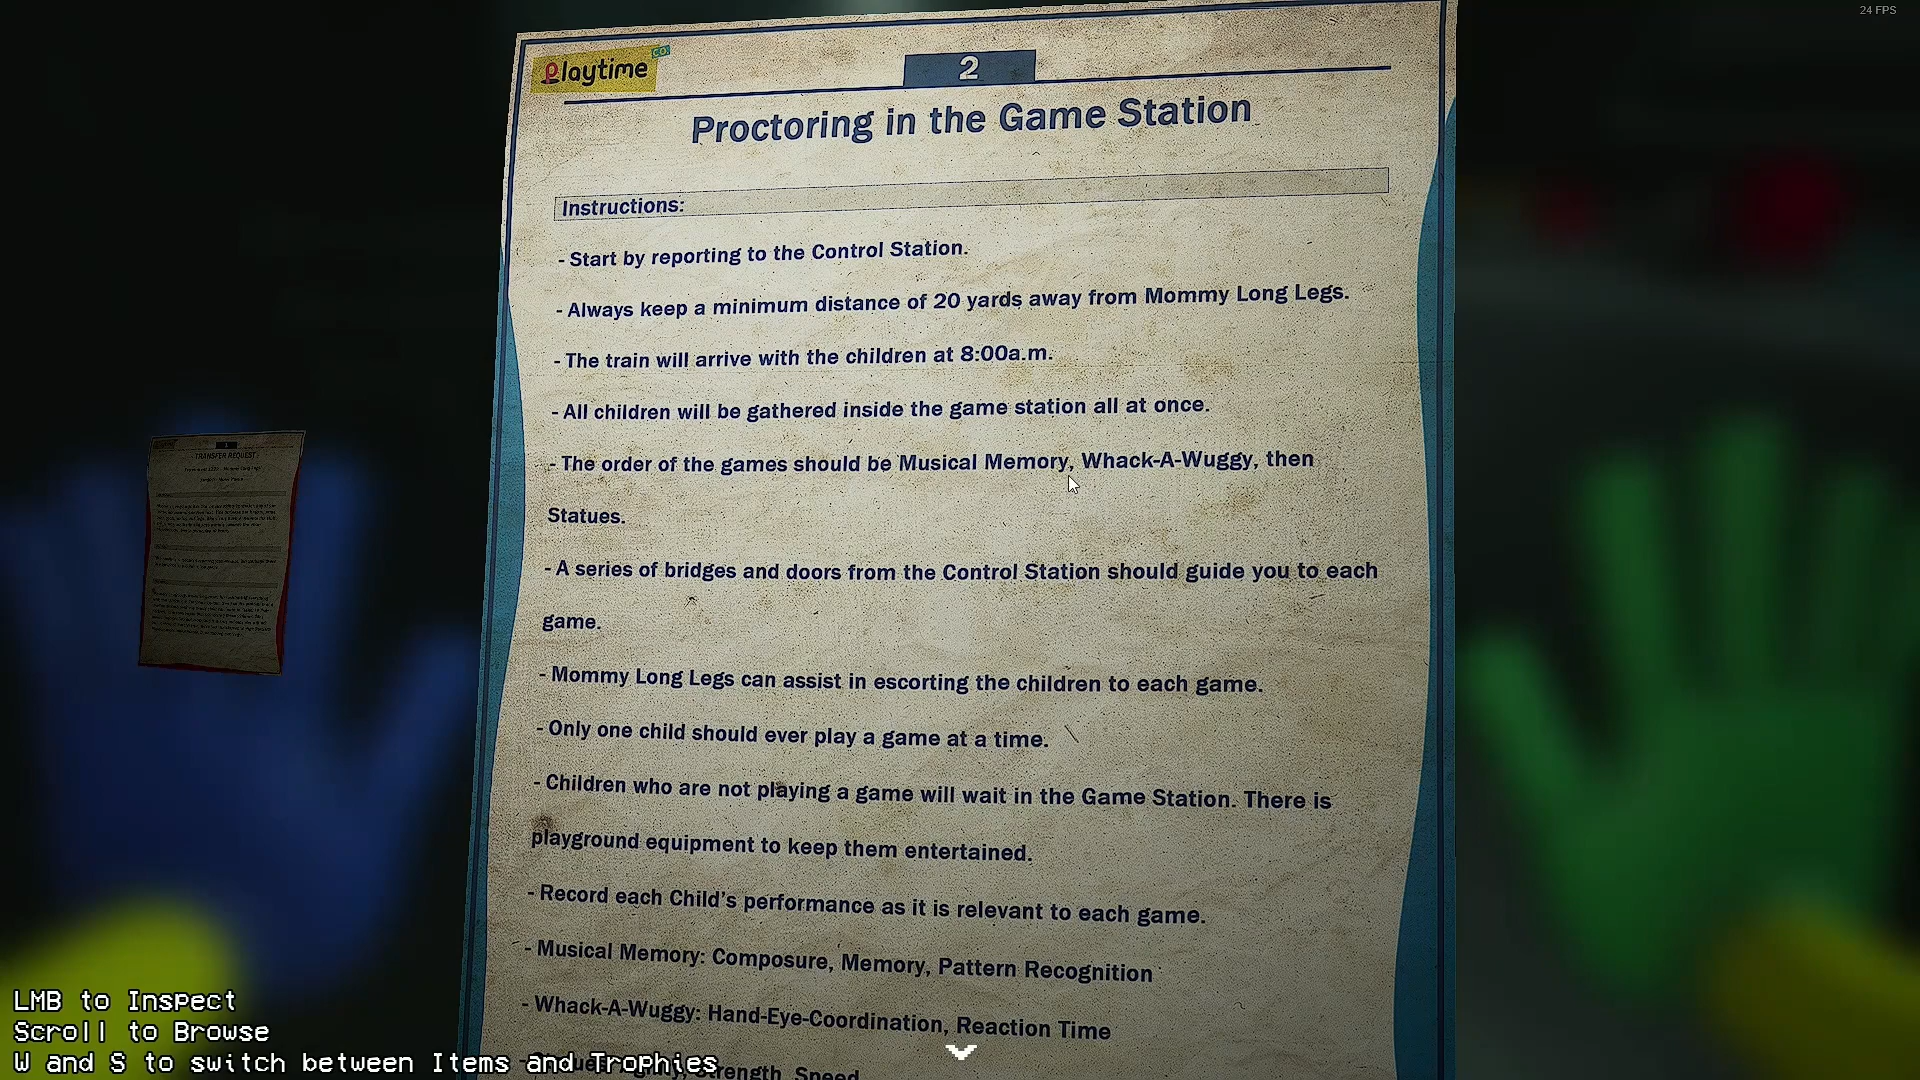 24 FPS
Playtime CO.
2
Proctoring in the Game Station
Instructions:
- Start by reporting to the Control Station.
- Always keep a minimum distance of 20 yards away from Mommy Long Legs.
- The train will arrive with the children at 8:00a.m.
- All children will be gathered inside the game station all at once.
- The order of the games should be Musical Memory, Whack-A-Wuggy, then
Statues.
- A series of bridges and doors from the Control Station should guide you to each
game.
- Mommy Long Legs can assist in escorting the children to each game.
- Only one child should ever play a game at a time.
- Children who are not playing a game will wait in the Game Station. There is
playground equipment to keep them entertained.
- Record each Child's performance as it is relevant to each game.
- Musical Memory: Composure, Memory, Pattern Recognition
- Whack-A-Wuggy: Hand-Eye-Coordination, Reaction Time
Strength, Speed
TRANSFER REQUEST
LMB to Inspect
Scroll to Browse
W and S to switch between Items and Trophies